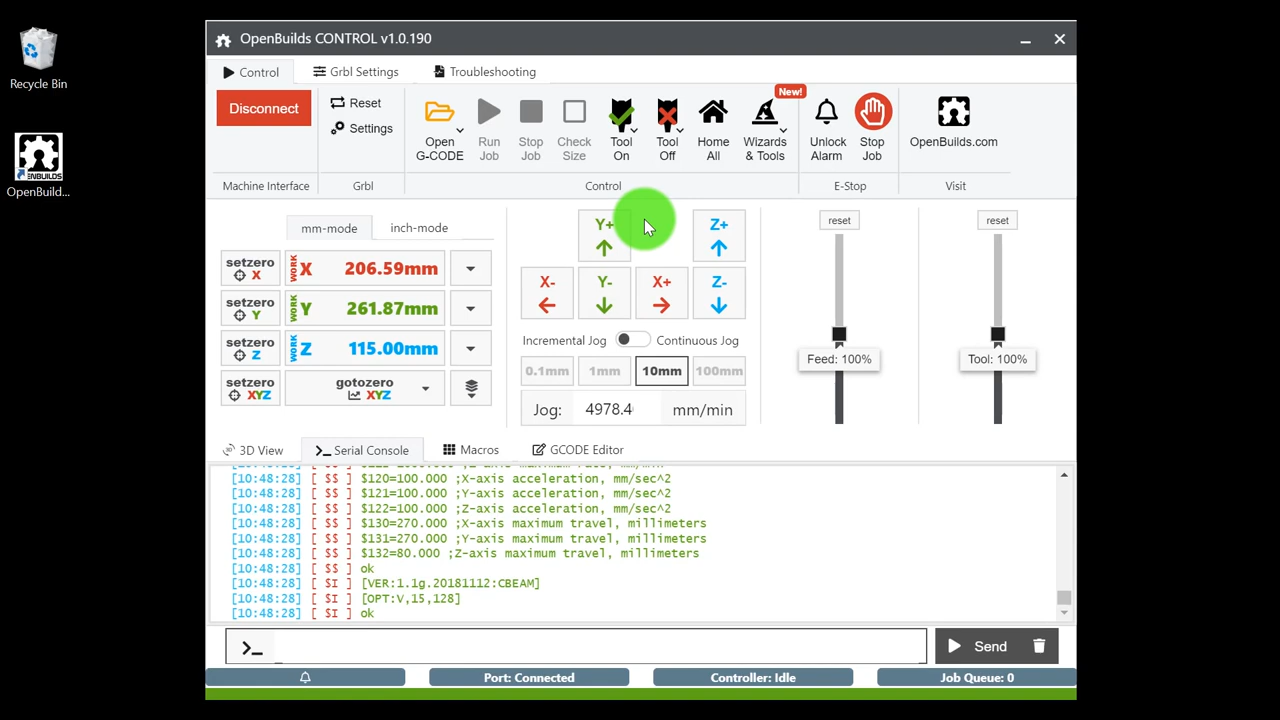 Recycle Bin
OpenBuild...
OpenBuilds CONTROL v1.0.190
Control
Grbl Settings
Troubleshooting
Disconnect
Reset
Settings
Open G-CODE
Run Job
Stop Job
Check Size
Tool On
Tool Off
Home All
New!
Wizards & Tools
Unlock Alarm
Stop Job
OpenBuilds.com
Machine Interface
Grbl
Control
E-Stop
Visit
mm-mode
inch-mode
setzero X
WORK X 206.59mm
setzero Y
WORK Y 261.87mm
setzero Z
WORK Z 115.00mm
setzero XYZ
gotozero XYZ
Y+
Z+
X-
Y-
X+
Z-
Incremental Jog
Continuous Jog
0.1mm
1mm
10mm
100mm
Jog: 4978.4 mm/min
reset
Feed: 100%
reset
Tool: 100%
3D View
Serial Console
Macros
GCODE Editor
[10:48:28] [ $$ ] $120=100.000 ;X-axis acceleration, mm/sec^2
[10:48:28] [ $$ ] $121=100.000 ;Y-axis acceleration, mm/sec^2
[10:48:28] [ $$ ] $122=100.000 ;Z-axis acceleration, mm/sec^2
[10:48:28] [ $$ ] $130=270.000 ;X-axis maximum travel, millimeters
[10:48:28] [ $$ ] $131=270.000 ;Y-axis maximum travel, millimeters
[10:48:28] [ $$ ] $132=80.000 ;Z-axis maximum travel, millimeters
[10:48:28] [ $$ ] ok
[10:48:28] [ $I ] [VER:1.1g.20181112:CBEAM]
[10:48:28] [ $I ] [OPT:V,15,128]
[10:48:28] [ $I ] ok
>_
Send
Port: Connected
Controller: Idle
Job Queue: 0